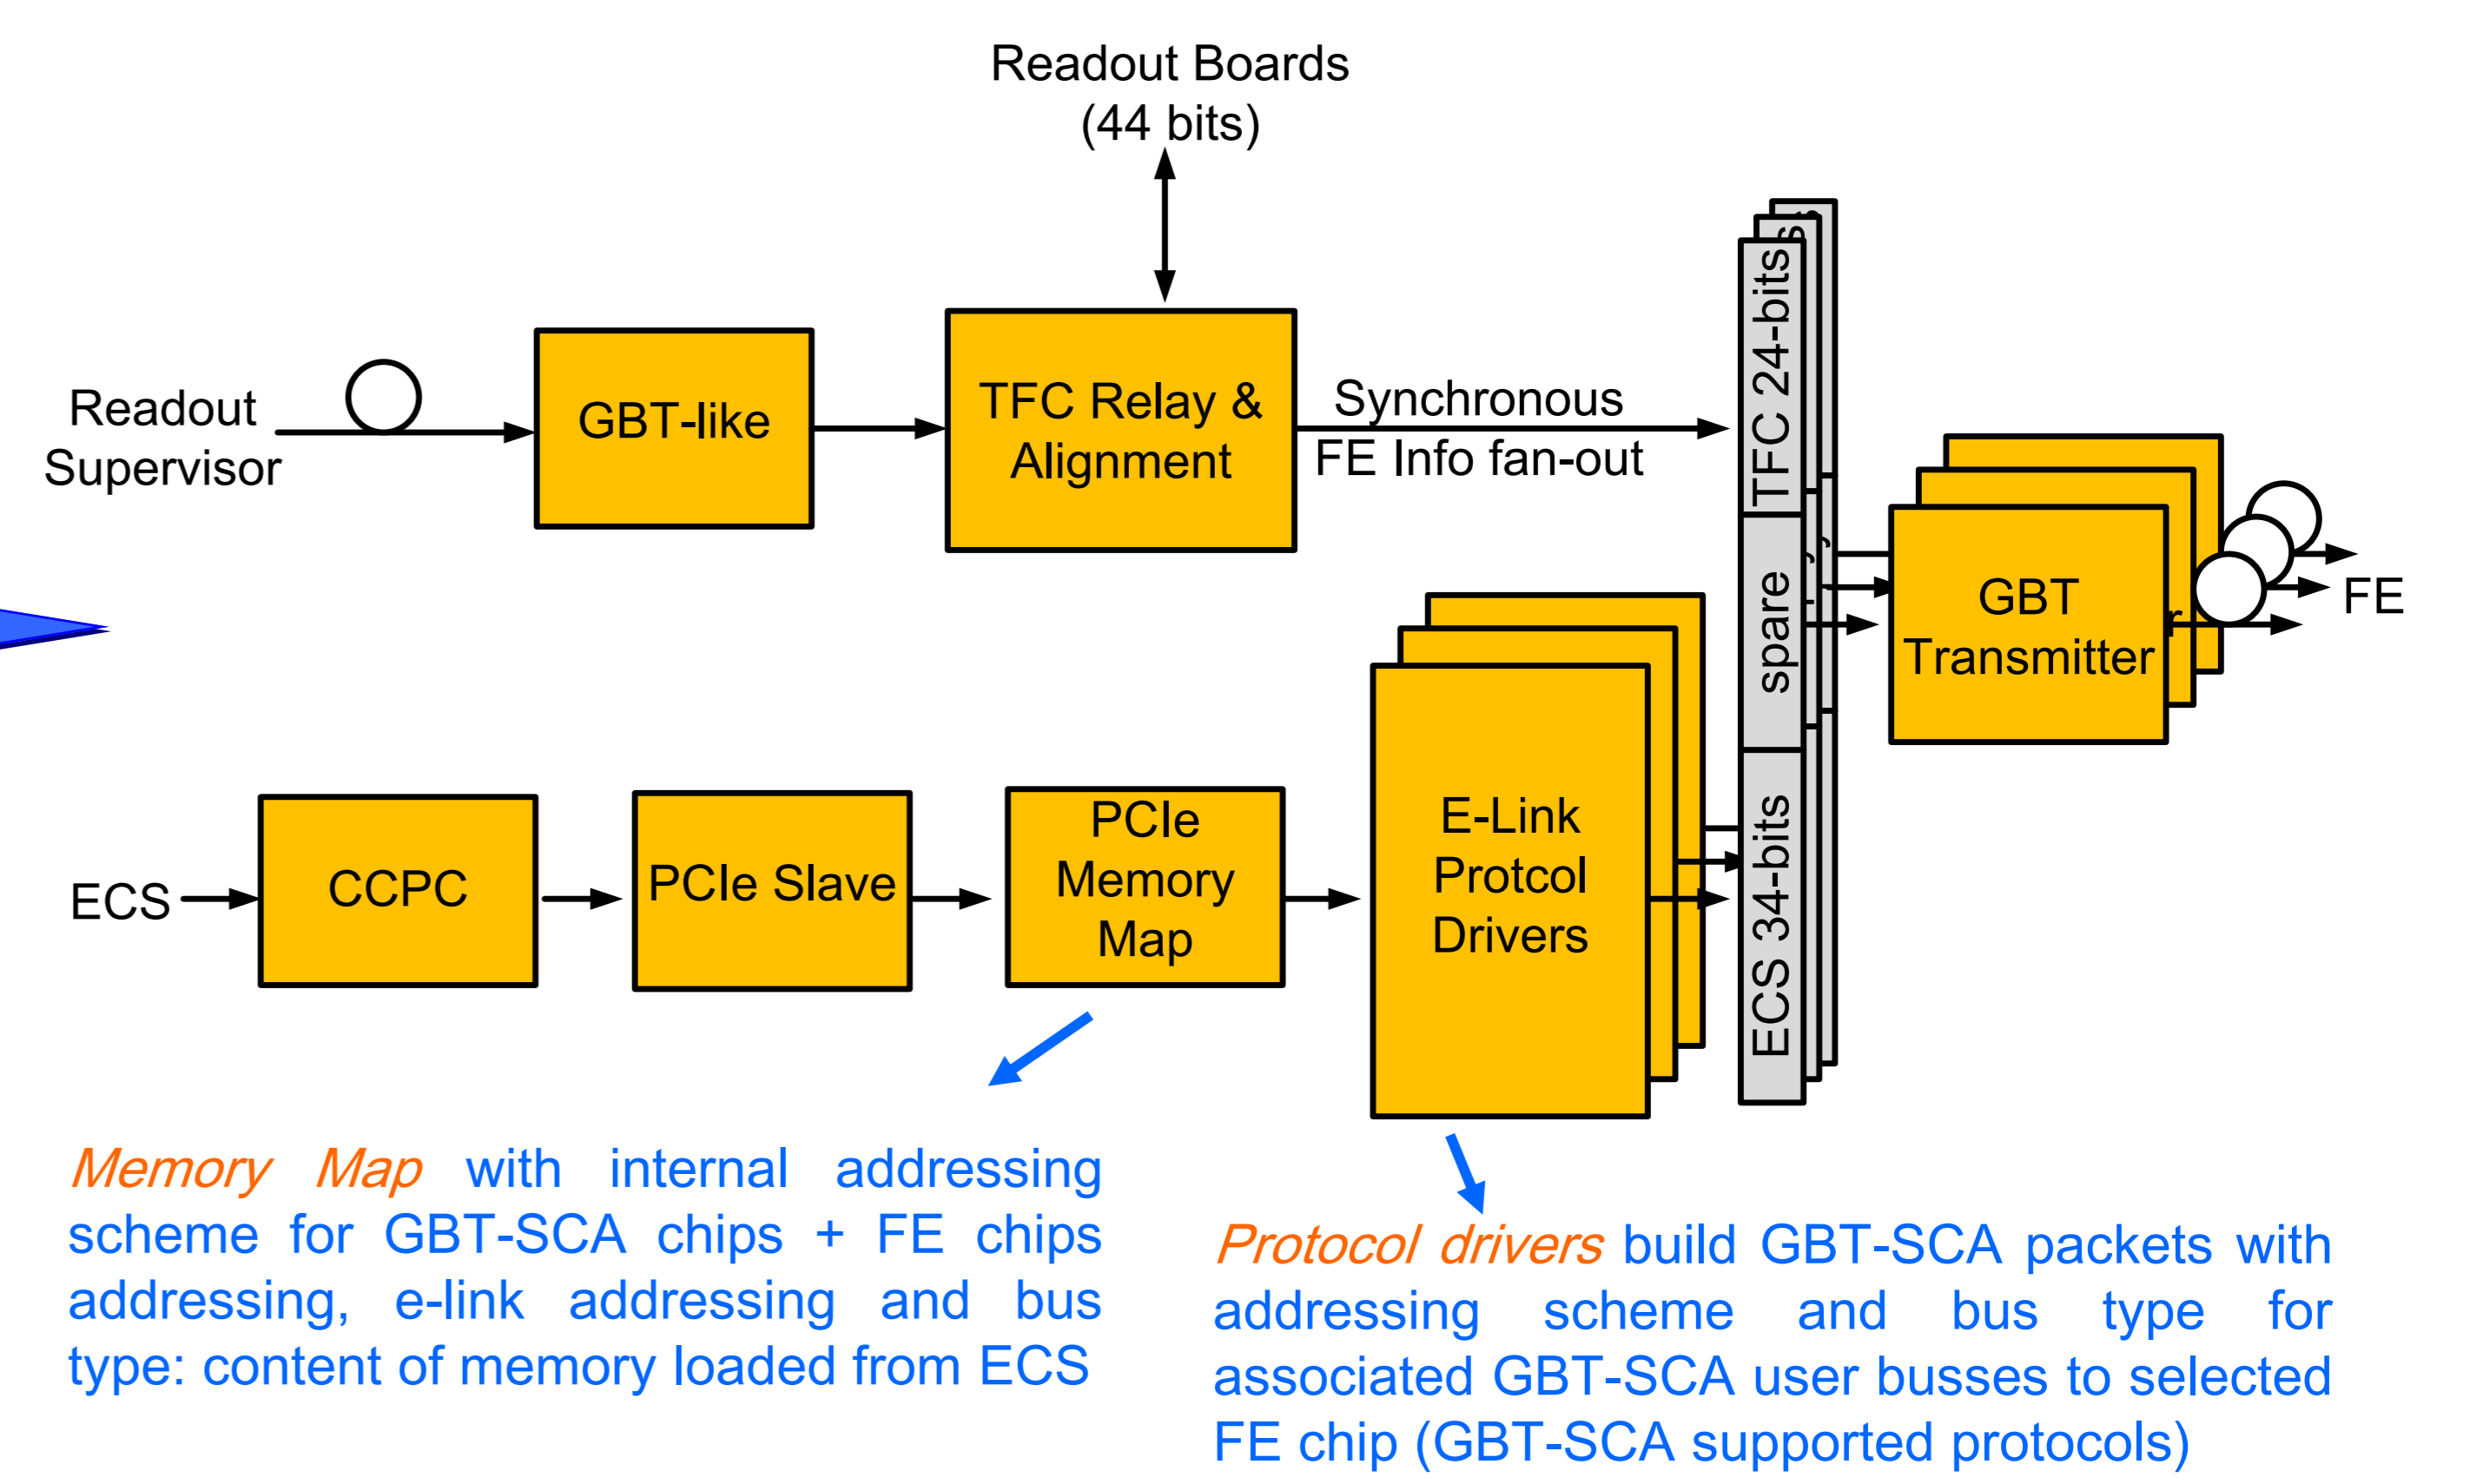 Readout Boards
(44 bits)
Readout
Supervisor
GBT-like
TFC Relay &
Alignment
Synchronous
FE Info fan-out
TFC 24-bits
spare
ECS 34-bits
GBT
Transmitter
FE
ECS
CCPC
PCIe Slave
PCIe
Memory
Map
E-Link
Protcol
Drivers
Memory Map with internal addressing
scheme for GBT-SCA chips + FE chips
addressing, e-link addressing and bus
type: content of memory loaded from ECS
Protocol drivers build GBT-SCA packets with
addressing scheme and bus type for
associated GBT-SCA user busses to selected
FE chip (GBT-SCA supported protocols)